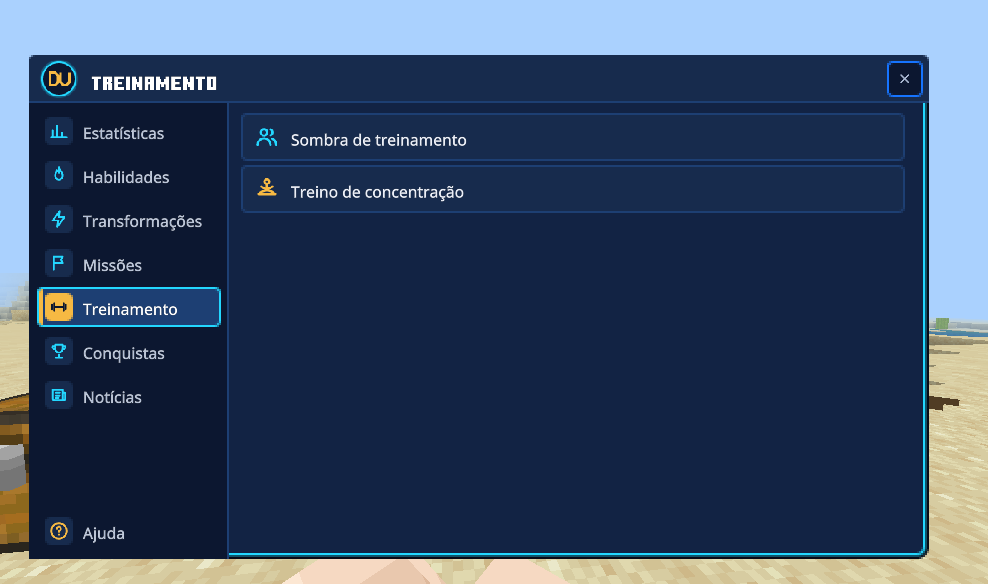 DU
TREINAMENTO
Estatísticas
Habilidades
Transformações
Missões
Treinamento
Conquistas
Notícias
Ajuda
Sombra de treinamento
Treino de concentração